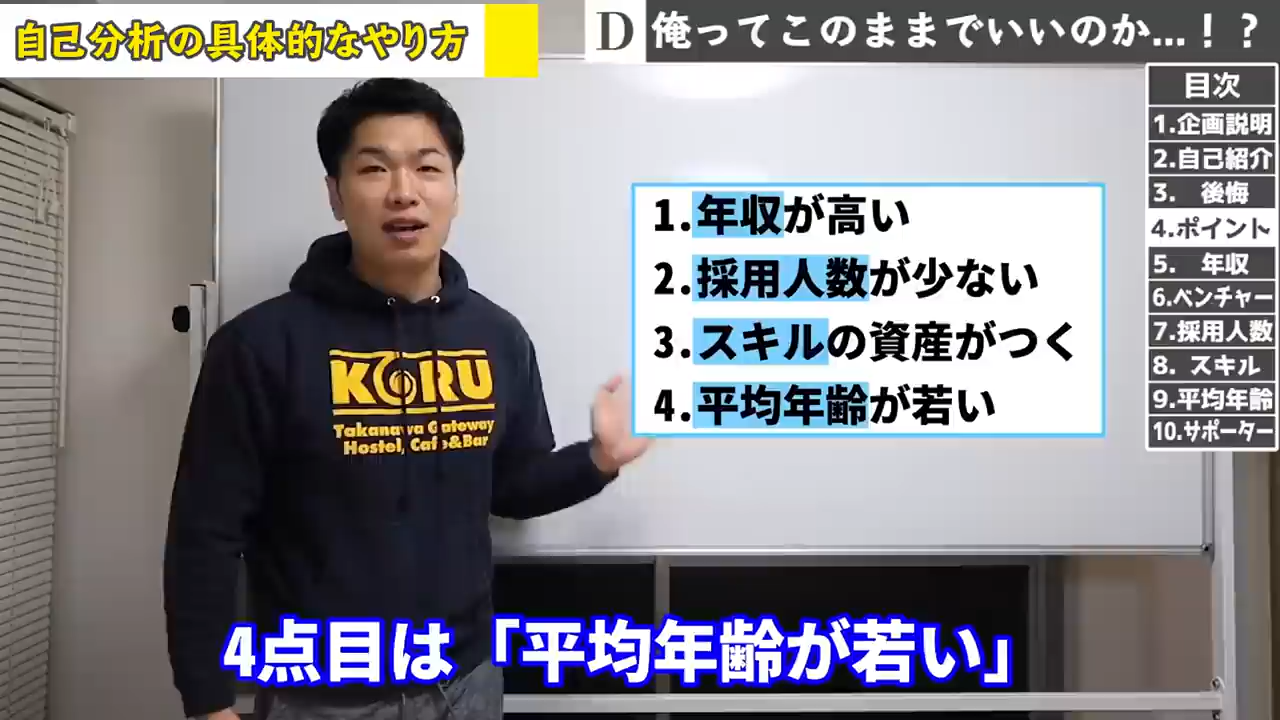 自己分析の具体的なやり方
D 俺ってこのままでいいのか…！？
目次
1.企画説明
2.自己紹介
3. 後悔
4.ポイント
5. 年収
6.ベンチャー
7.採用人数
8. スキル
9.平均年齢
10.サポーター
1.年収が高い
2.採用人数が少ない
3.スキルの資産がつく
4.平均年齢が若い
KORU
Takanawa Gateway
Hostel, Cafe&Bar
4点目は「平均年齢が若い」